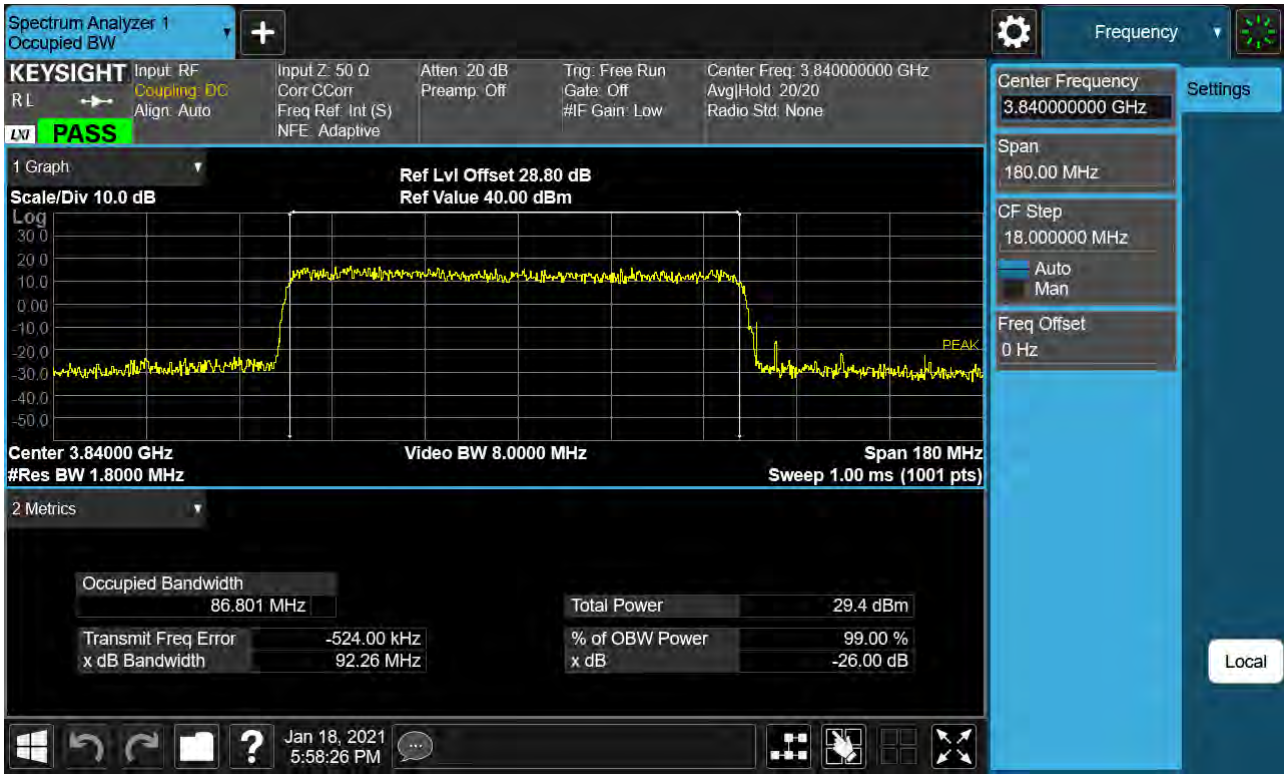 Spectrum Analyzer 1
Occupied BW
+
Frequency
KEYSIGHT
RL
LXI
PASS
Input: RF
Coupling: DC
Align: Auto
Input Z: 50 Ω
Corr CCorr
Freq Ref: Int (S)
NFE: Adaptive
Atten: 20 dB
Preamp: Off
Trig: Free Run
Gate: Off
#IF Gain: Low
Center Freq: 3.840000000 GHz
Avg|Hold: 20/20
Radio Std: None
Center Frequency
3.840000000 GHz
Settings
Span
180.00 MHz
CF Step
18.000000 MHz
Auto
Man
Freq Offset
0 Hz
Local
1 Graph
Scale/Div 10.0 dB
Ref Lvl Offset 28.80 dB
Ref Value 40.00 dBm
Log
30.0
20.0
10.0
0.00
-10.0
-20.0
-30.0
-40.0
-50.0
PEAK
Center 3.84000 GHz
#Res BW 1.8000 MHz
Video BW 8.0000 MHz
Span 180 MHz
Sweep 1.00 ms (1001 pts)
2 Metrics
Occupied Bandwidth
86.801 MHz
Transmit Freq Error -524.00 kHz
x dB Bandwidth 92.26 MHz
Total Power 29.4 dBm
% of OBW Power 99.00 %
x dB -26.00 dB
?
Jan 18, 2021
5:58:26 PM